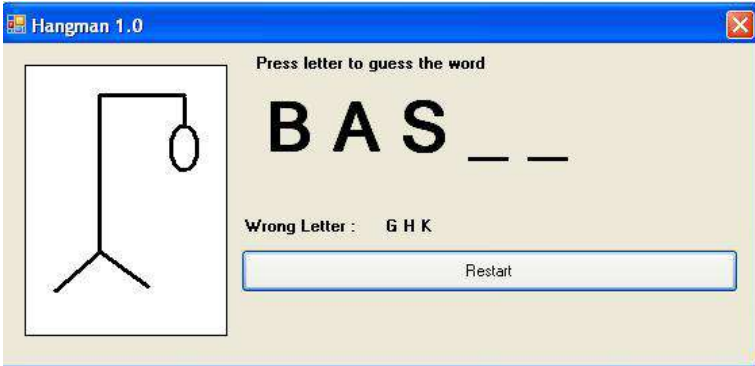 Hangman 1.0
Press letter to guess the word
B A S _ _
Wrong Letter : G H K
Restart